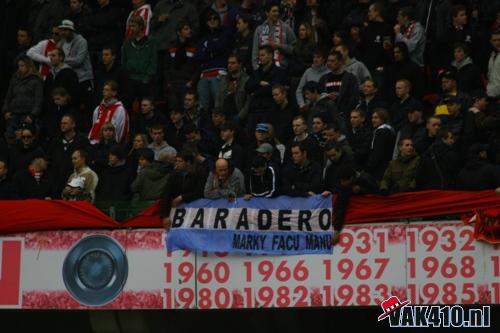 BARADERO
MARKY FACU MANU
1931 1932
1960 1966 1967 1968
1980 1982 1983 1985
VAK410.nl